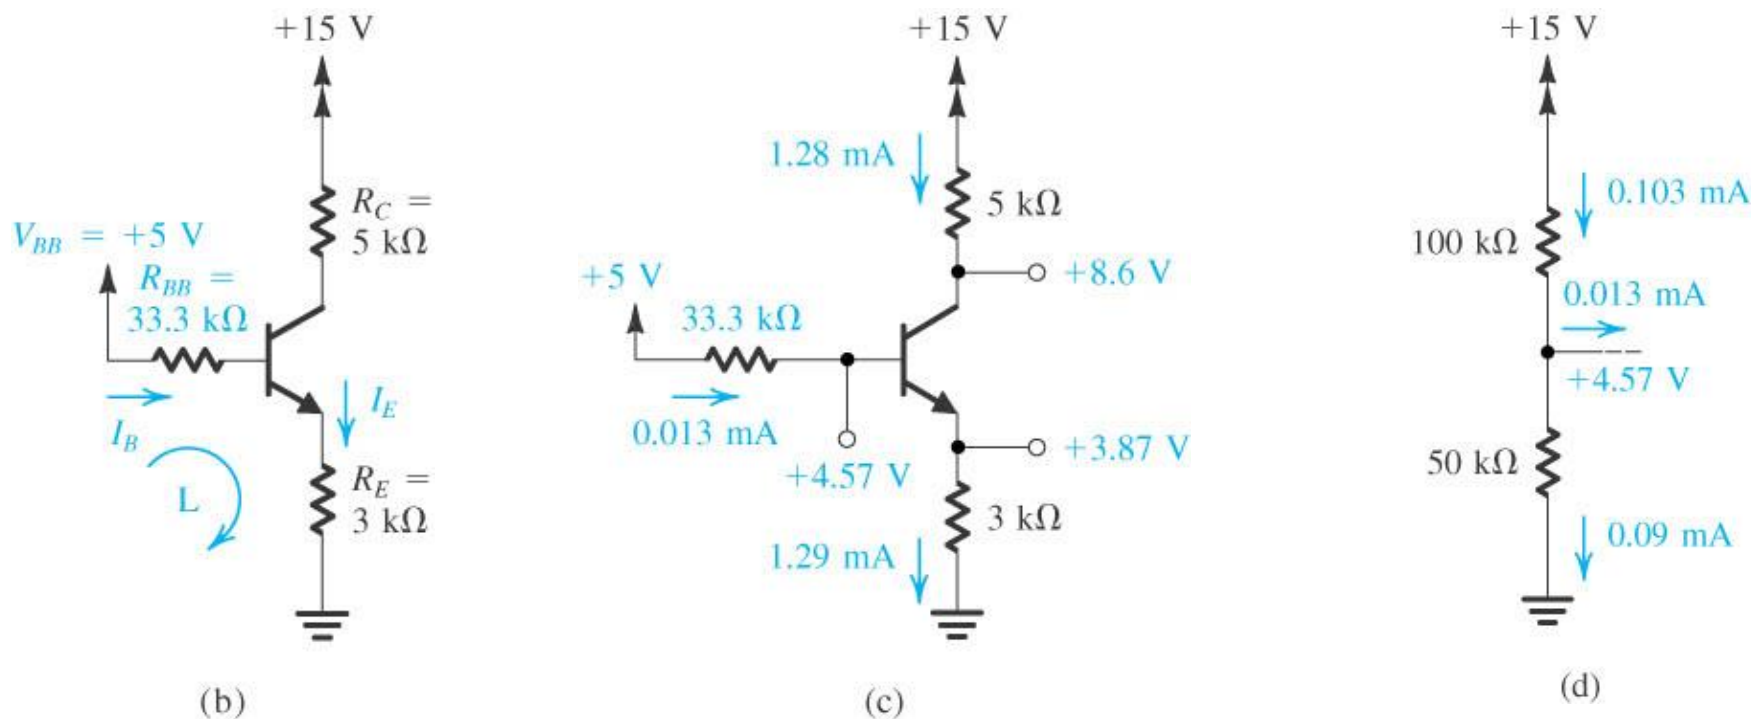 +15 V
R_C =
5 kΩ
V_BB = +5 V
R_BB =
33.3 kΩ
I_B
I_E
L
R_E =
3 kΩ
(b)
+15 V
1.28 mA
5 kΩ
+8.6 V
+5 V
33.3 kΩ
0.013 mA
+4.57 V
+3.87 V
3 kΩ
1.29 mA
(c)
+15 V
0.103 mA
100 kΩ
0.013 mA
+4.57 V
50 kΩ
0.09 mA
(d)